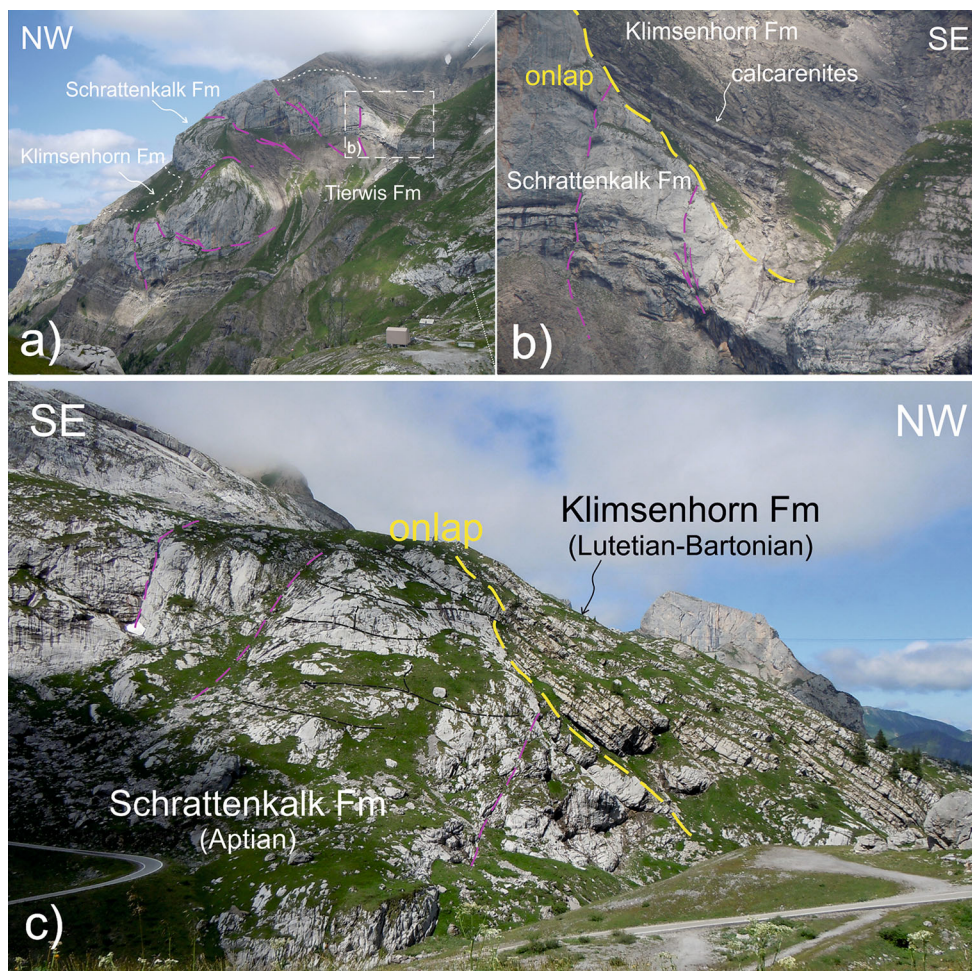 NW
Schrattenkalk Fm
Klimsenhorn Fm
b)
Tierwis Fm
a)
Klimsenhorn Fm
SE
onlap
calcarenites
Schrattenkalk Fm
b)
SE
NW
onlap
Klimsenhorn Fm
(Lutetian-Bartonian)
Schrattenkalk Fm
(Aptian)
c)